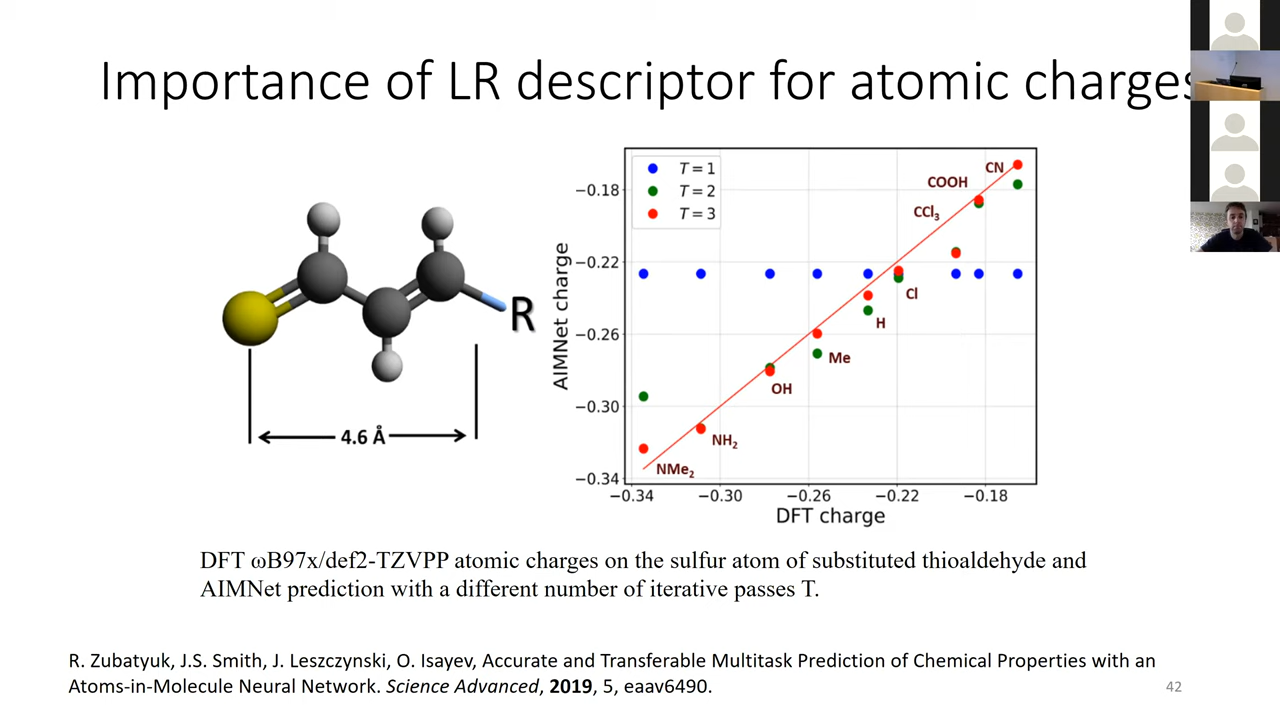 Importance of LR descriptor for atomic charges
R
4.6 Å
T = 1
T = 2
T = 3
AIMNet charge
−0.18
−0.22
−0.26
−0.30
−0.34
CN
COOH
CCl3
Cl
H
Me
OH
NH2
NMe2
−0.34 −0.30 −0.26 −0.22 −0.18
DFT charge
DFT ωB97x/def2-TZVPP atomic charges on the sulfur atom of substituted thioaldehyde and
AIMNet prediction with a different number of iterative passes T.
R. Zubatyuk, J.S. Smith, J. Leszczynski, O. Isayev, Accurate and Transferable Multitask Prediction of Chemical Properties with an
Atoms-in-Molecule Neural Network. Science Advanced, 2019, 5, eaav6490.
42